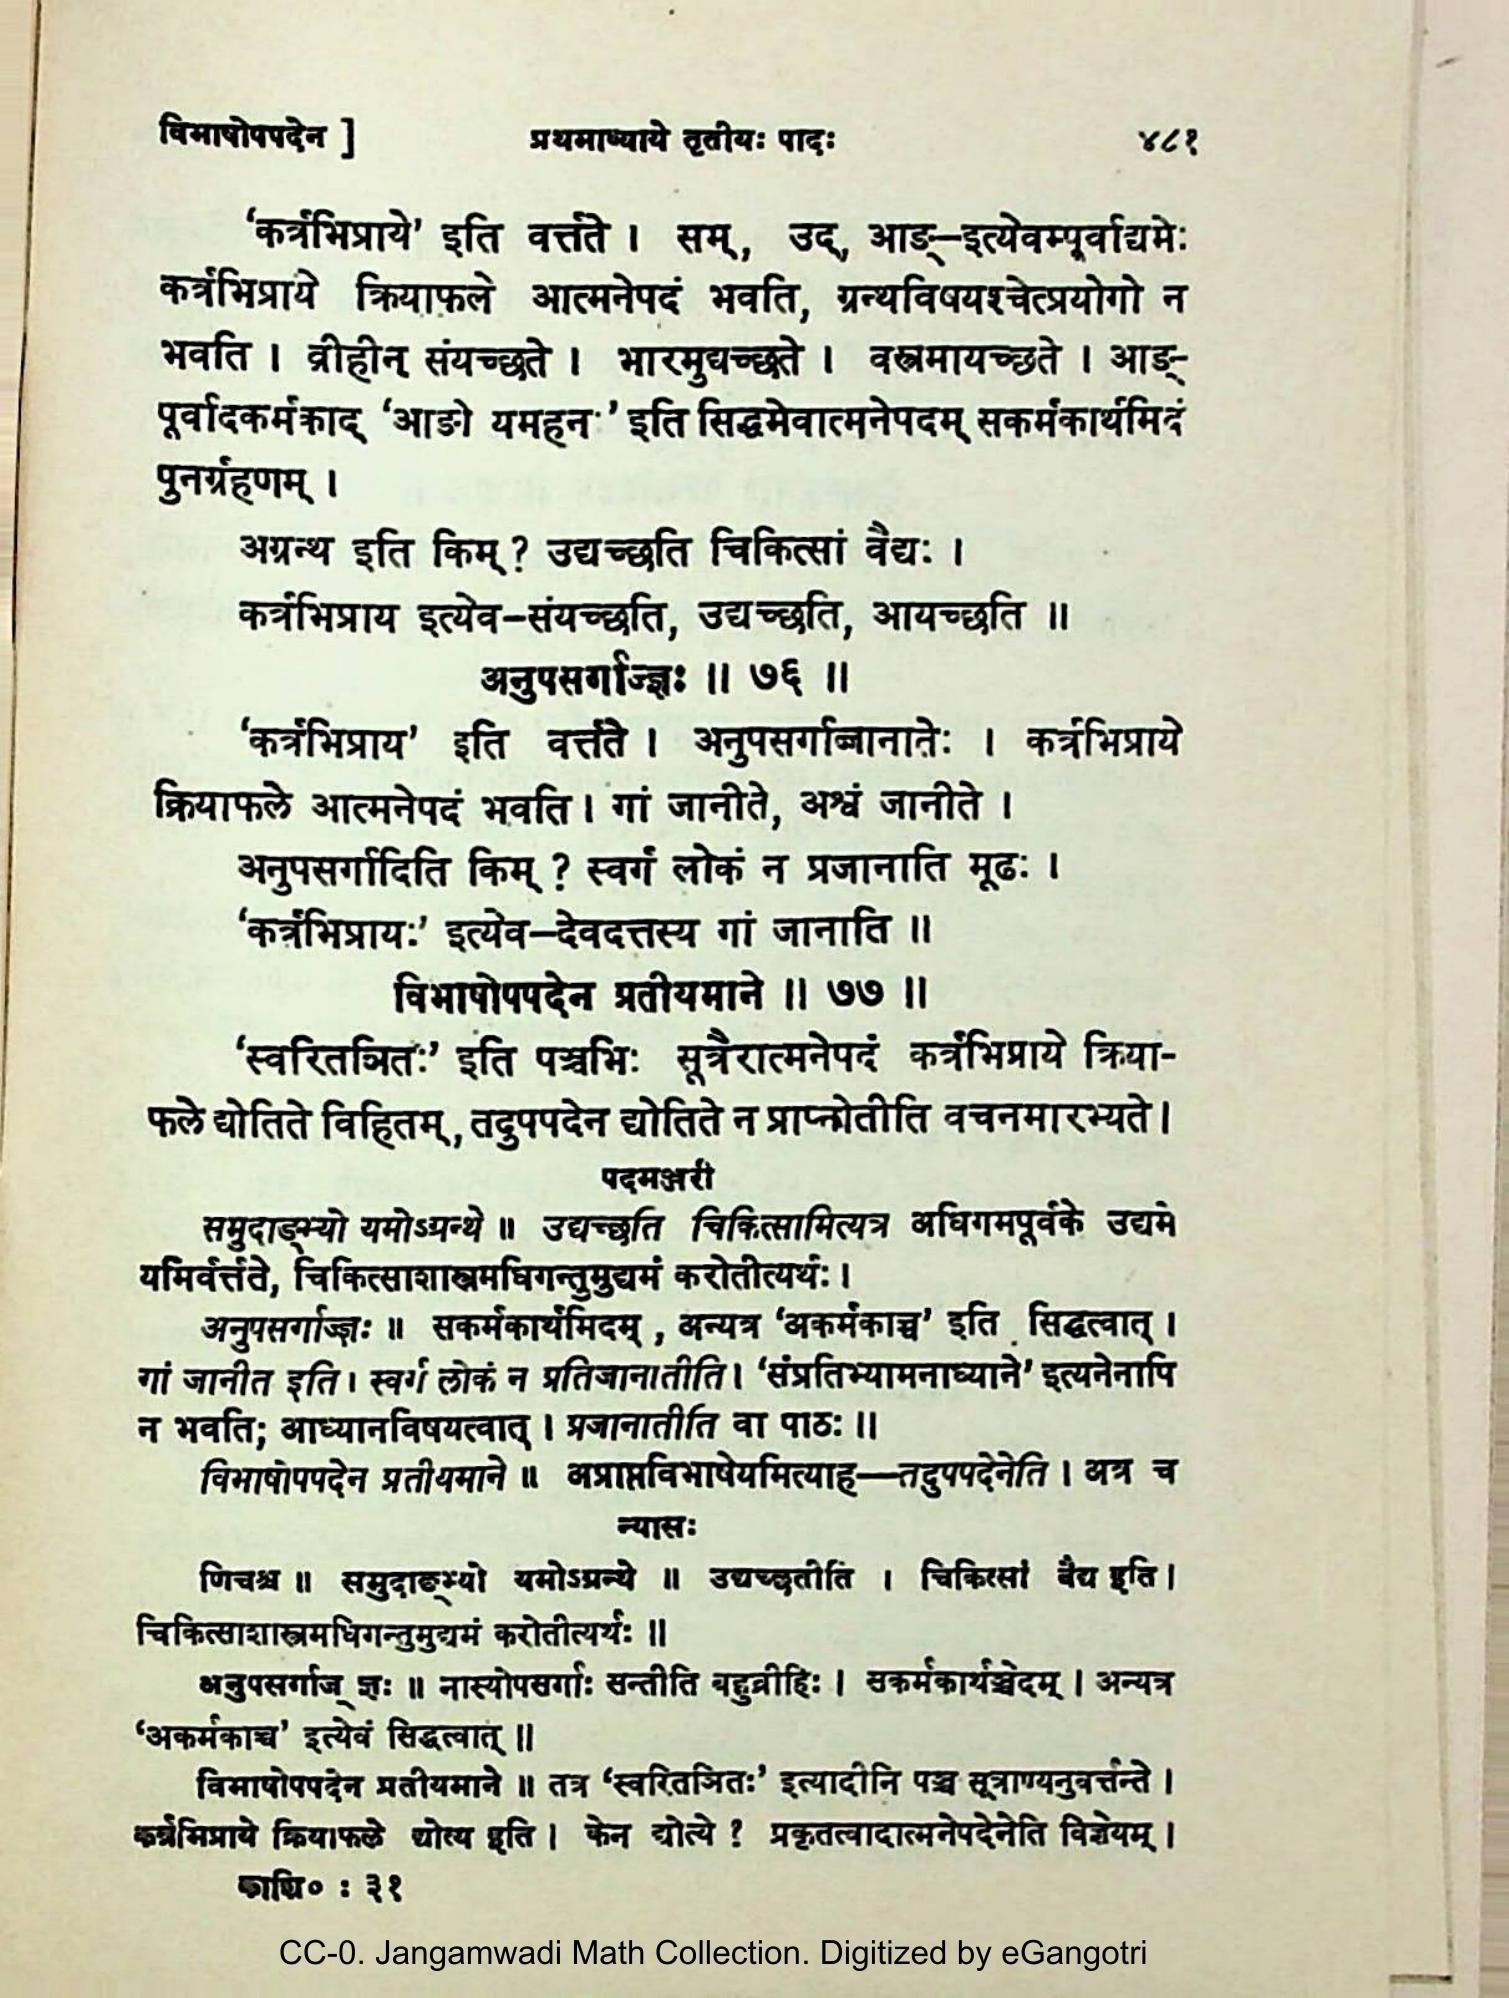 विभाषोपपदेन ] प्रथमाध्याये तृतीयः पादः ४८१
‘कर्त्रभिप्राये’ इति वर्त्तते । सम्, उद्, आङ्–इत्येवम्पूर्वाद्यमेः
कर्त्रभिप्राये क्रियाफले आत्मनेपदं भवति, ग्रन्थविषयश्चेत्प्रयोगो न
भवति । व्रीहीन् संयच्छते । भारमुद्यच्छते । वस्त्रमायच्छते । आङ्-
पूर्वादकर्मकाद् ‘आङो यमहनः’ इति सिद्धमेवात्मनेपदम् सकर्मकार्थमिदं
पुनर्ग्रहणम् ।
अग्रन्थ इति किम् ? उद्यच्छति चिकित्सां वैद्यः ।
कर्त्रभिप्राय इत्येव–संयच्छति, उद्यच्छति, आयच्छति ॥
अनुपसर्गाज्ज्ञः ॥ ७६ ॥
‘कर्त्रभिप्राय’ इति वर्त्तते । अनुपसर्गाज्जानातेः । कर्त्रभिप्राये
क्रियाफले आत्मनेपदं भवति । गां जानीते, अश्वं जानीते ।
अनुपसर्गादिति किम् ? स्वर्गं लोकं न प्रजानाति मूढः ।
‘कर्त्रभिप्रायः’ इत्येव–देवदत्तस्य गां जानाति ॥
विभाषोपपदेन प्रतीयमाने ॥ ७७ ॥
‘स्वरितञितः’ इति पञ्चभिः सूत्रैरात्मनेपदं कर्त्रभिप्राये क्रिया-
फले द्योतिते विहितम्, तदुपपदेन द्योतिते न प्राप्नोतीति वचनमारभ्यते ।
पदमञ्जरी
समुदाङ्भ्यो यमोऽग्रन्थे ॥ उद्यच्छति चिकित्सामित्यत्र अधिगमपूर्वके उद्यमे
यमिर्वर्त्तते, चिकित्साशास्त्रमधिगन्तुमुद्यमं करोतीत्यर्थः ।
अनुपसर्गाज्ज्ञः ॥ सकर्मकार्थमिदम् , अन्यत्र ‘अकर्मकाच्च’ इति सिद्धत्वात् ।
गां जानीत इति । स्वर्गं लोकं न प्रतिजानातीति । ‘संप्रतिभ्यामनाध्याने’ इत्यनेनापि
न भवति; आध्यानविषयत्वात् । प्रजानातीति वा पाठः ॥
विभाषोपपदेन प्रतीयमाने ॥ अप्राप्तविभाषेयमित्याह—तदुपपदेनेति । अत्र च
न्यासः
णिचश्च ॥ समुदाङ्भ्यो यमोऽग्रन्थे ॥ उद्यच्छतीति । चिकित्सां वैद्य इति ।
चिकित्साशास्त्रमधिगन्तुमुद्यमं करोतीत्यर्थः ॥
अनुपसर्गाज् ज्ञः ॥ नास्योपसर्गाः सन्तीति बहुव्रीहिः । सकर्मकार्थञ्चेदम् । अन्यत्र
‘अकर्मकाच्च’ इत्येवं सिद्धत्वात् ॥
विभाषोपपदेन प्रतीयमाने ॥ तत्र ‘स्वरितञितः’ इत्यादीनि पञ्च सूत्राण्यनुवर्त्तन्ते ।
कर्त्रभिप्राये क्रियाफले द्योत्य इति । केन द्योत्ये ? प्रकृतत्वादात्मनेपदेनेति विज्ञेयम् ।
काशि० : ३१
CC-0. Jangamwadi Math Collection. Digitized by eGangotri